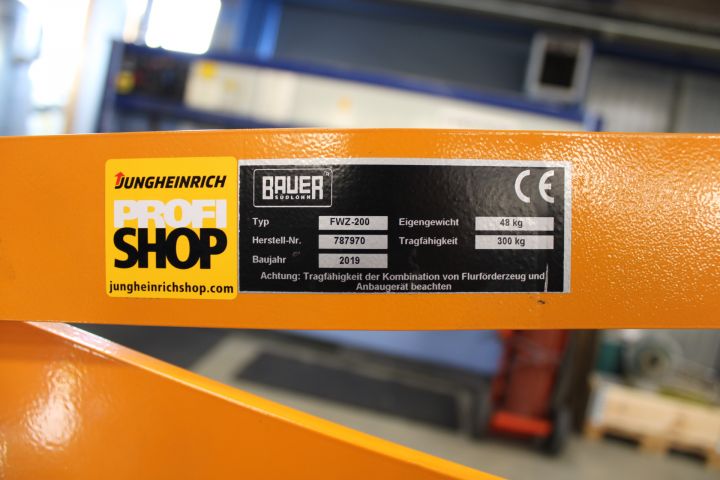 JUNGHEINRICH
PROFI
SHOP
jungheinrichshop.com
BAUER
SÜDLOHN
CE
Typ FWZ-200 Eigengewicht 48 kg
Herstell-Nr. 787970 Tragfähigkeit 300 kg
Baujahr 2019
Achtung: Tragfähigkeit der Kombination von Flurförderzeug und
Anbaugerät beachten